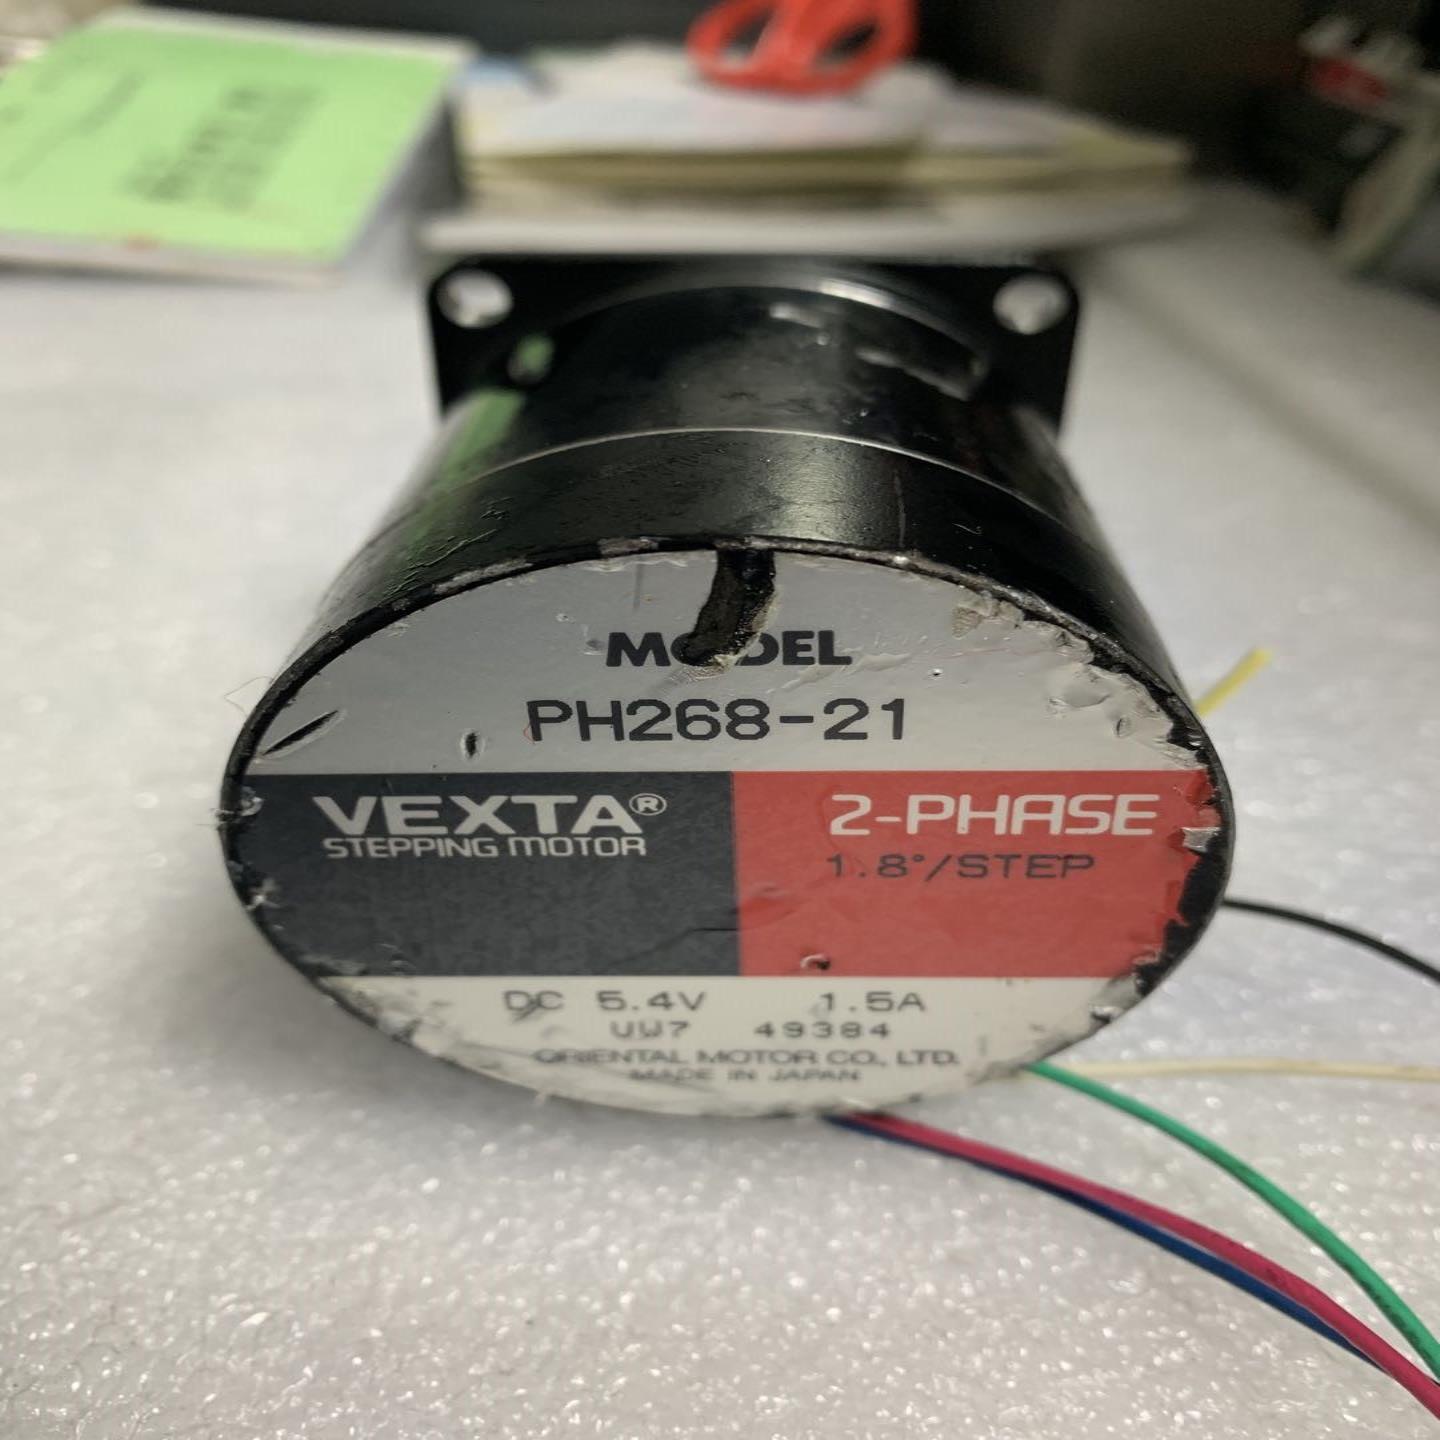 MODEL
PH268-21
VEXTA®
STEPPING MOTOR
2-PHASE
1.8°/STEP
DC 5.4V 1.5A
UW7 49384
ORIENTAL MOTOR CO., LTD.
MADE IN JAPAN